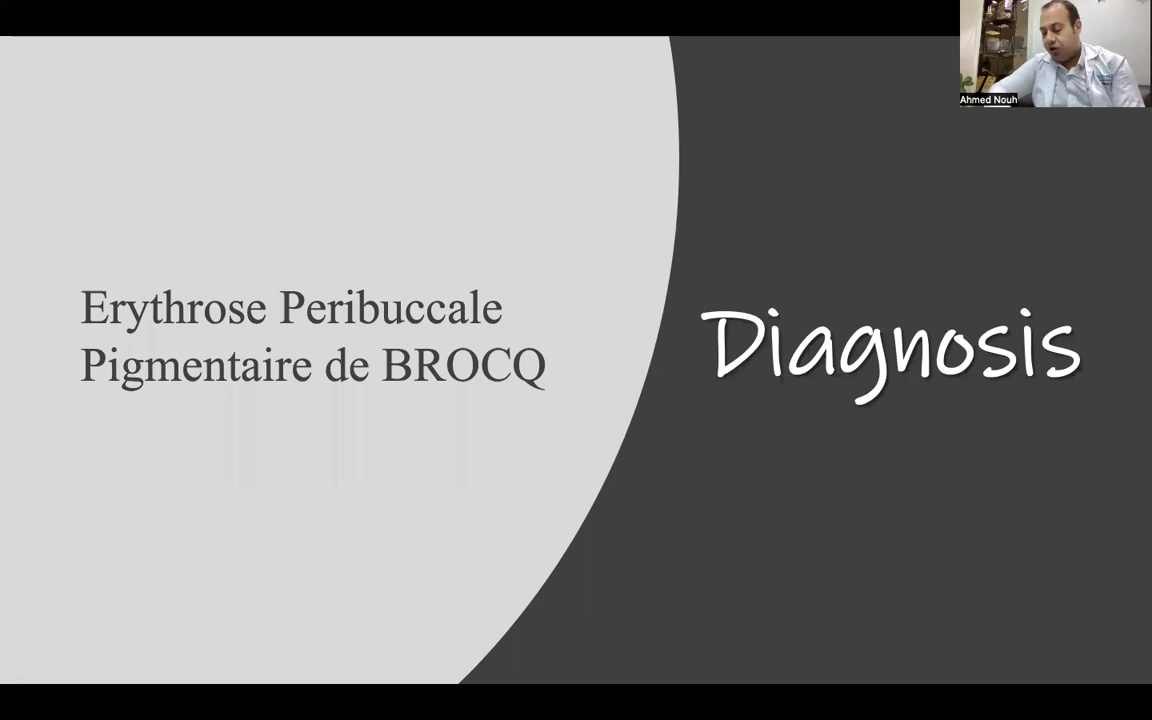 Ahmed Nouh
Erythrose Peribuccale
Pigmentaire de BROCQ
Diagnosis